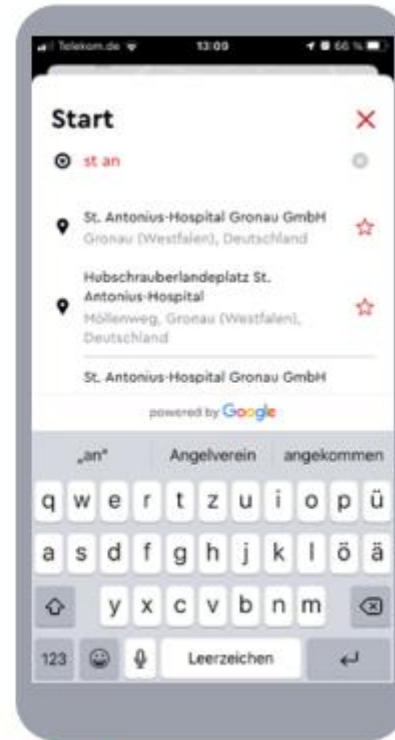 Telekom.de 13:09 66 %
Start
st an
St. Antonius-Hospital Gronau GmbH
Gronau (Westfalen), Deutschland
Hubschrauberlandeplatz St.
Antonius-Hospital
Möllenweg, Gronau (Westfalen),
Deutschland
St. Antonius-Hospital Gronau GmbH
powered by Google
„an“ Angelverein angekommen
q w e r t z u i o p ü
a s d f g h j k l ö ä
y x c v b n m
123 Leerzeichen